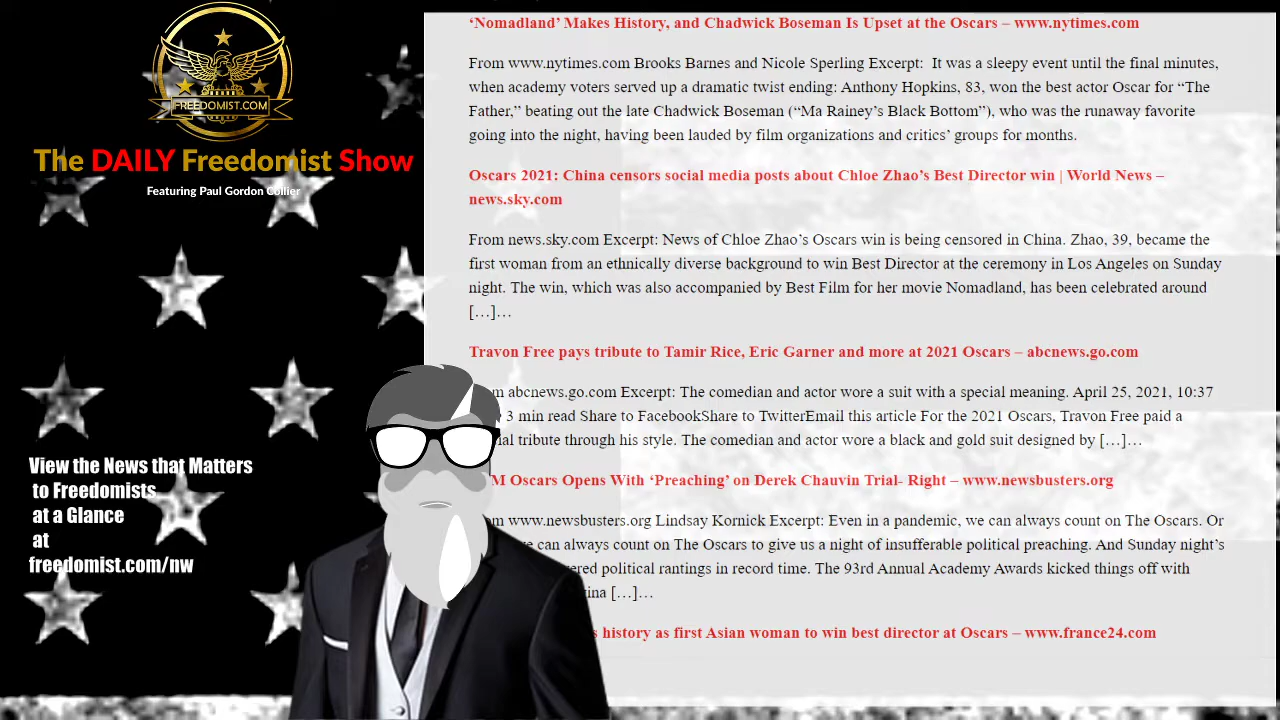 FREEDOMIST.COM
The DAILY Freedomist Show
Featuring Paul Gordon Collier
View the News that Matters
to Freedomists
at a Glance
at
freedomist.com/nw
‘Nomadland’ Makes History, and Chadwick Boseman Is Upset at the Oscars – www.nytimes.com
From www.nytimes.com Brooks Barnes and Nicole Sperling Excerpt:  It was a sleepy event until the final minutes,
when academy voters served up a dramatic twist ending: Anthony Hopkins, 83, won the best actor Oscar for “The
Father,” beating out the late Chadwick Boseman (“Ma Rainey’s Black Bottom”), who was the runaway favorite
going into the night, having been lauded by film organizations and critics’ groups for months.
Oscars 2021: China censors social media posts about Chloe Zhao’s Best Director win | World News –
news.sky.com
From news.sky.com Excerpt: News of Chloe Zhao’s Oscars win is being censored in China. Zhao, 39, became the
first woman from an ethnically diverse background to win Best Director at the ceremony in Los Angeles on Sunday
night. The win, which was also accompanied by Best Film for her movie Nomadland, has been celebrated around
[…]…
Travon Free pays tribute to Tamir Rice, Eric Garner and more at 2021 Oscars – abcnews.go.com
abcnews.go.com Excerpt: The comedian and actor wore a suit with a special meaning. April 25, 2021, 10:37
3 min read Share to FacebookShare to TwitterEmail this article For the 2021 Oscars, Travon Free paid a
tribute through his style. The comedian and actor wore a black and gold suit designed by […]…
Oscars Opens With ‘Preaching’ on Derek Chauvin Trial- Right – www.newsbusters.org
www.newsbusters.org Lindsay Kornick Excerpt: Even in a pandemic, we can always count on The Oscars. Or
we can always count on The Oscars to give us a night of insufferable political preaching. And Sunday night’s
political rantings in record time. The 93rd Annual Academy Awards kicked things off with
[…]…
history as first Asian woman to win best director at Oscars – www.france24.com